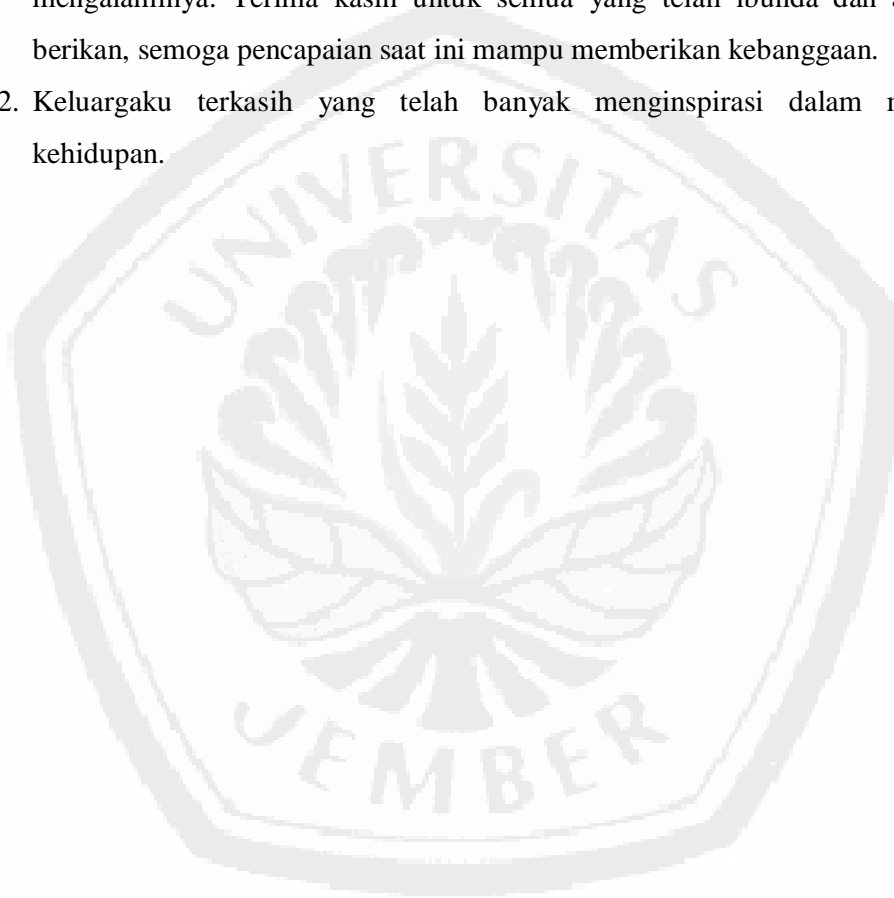 mengalaminya. Terima kasih untuk semua yang telah ibunda dan
berikan, semoga pencapaian saat ini mampu memberikan kebanggaan.
2. Keluargaku terkasih yang telah banyak menginspirasi dalam
kehidupan.
UNIVERSITAS
JEMBER